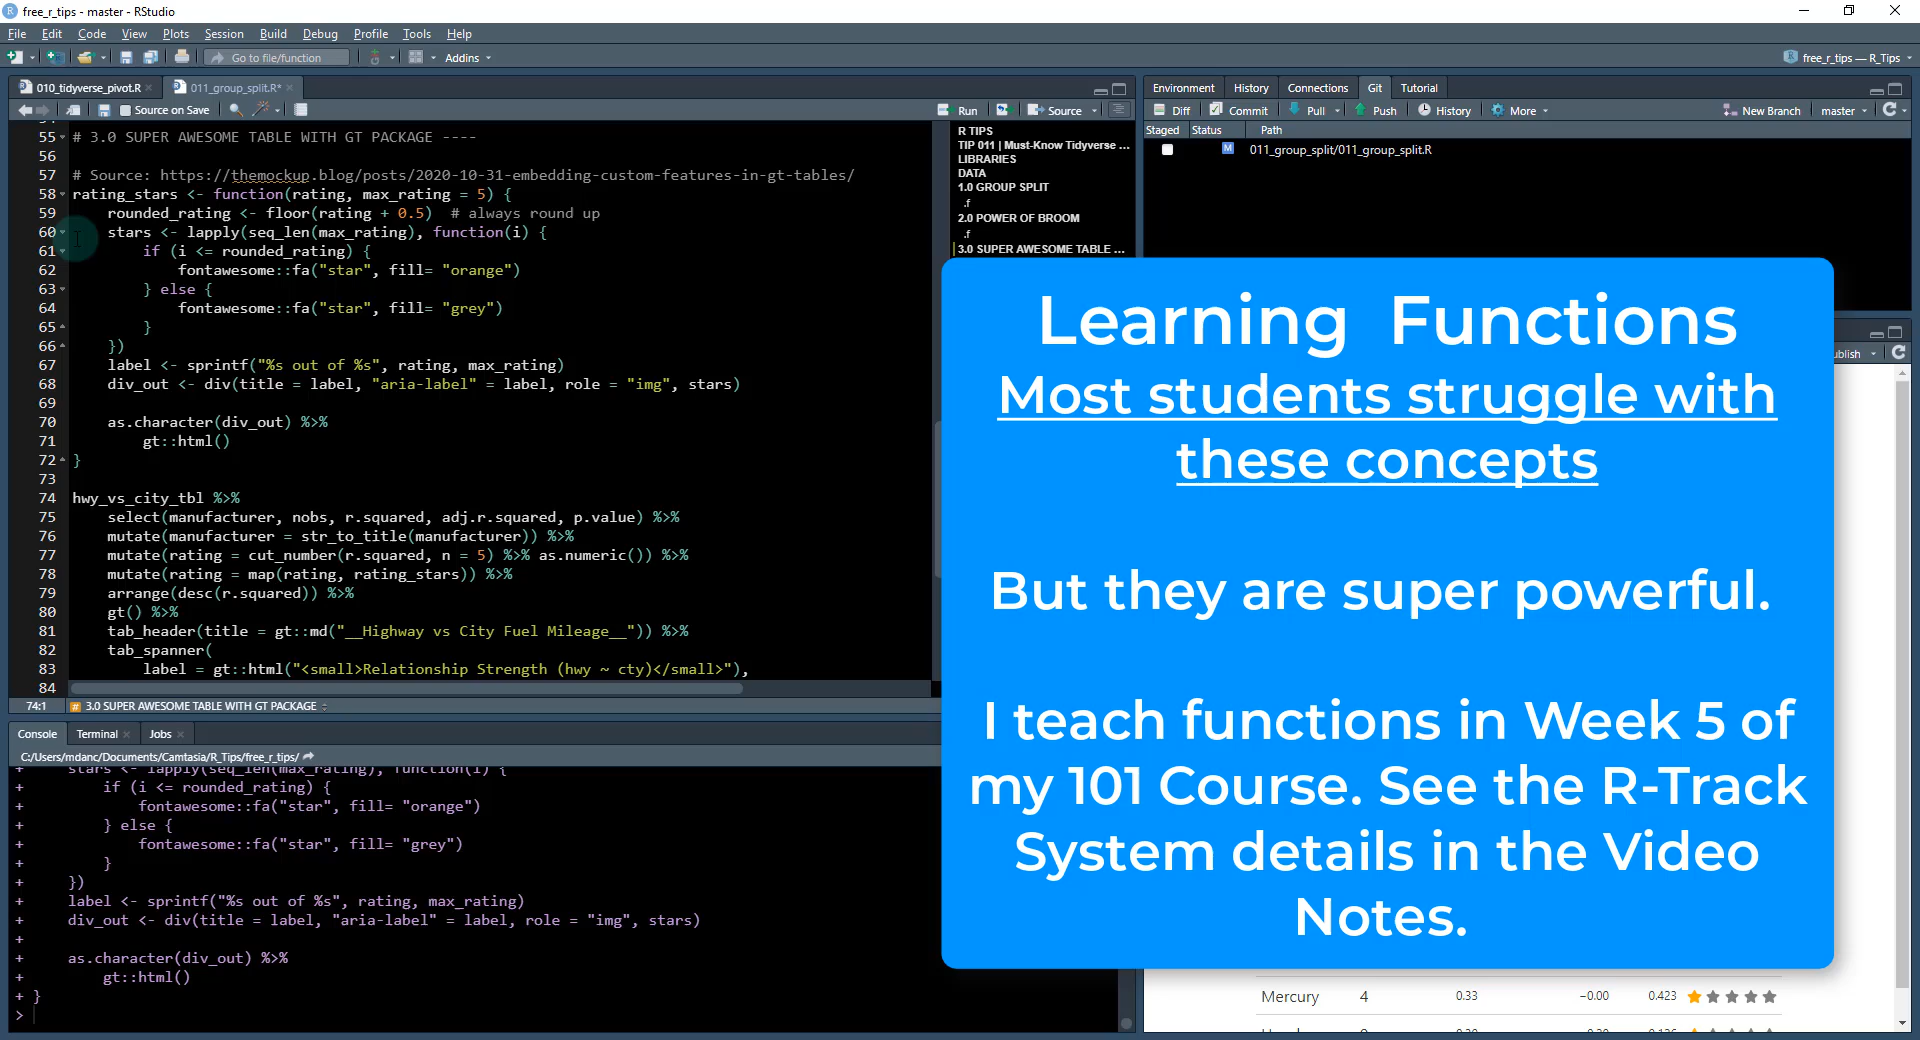 free_r_tips - master - RStudio
File Edit Code View Plots Session Build Debug Profile Tools Help
Go to file/function Addins free_r_tips — R_Tips
010_tidyverse_pivot.R 011_group_split.R*
Source on Save Run Source
55 # 3.0 SUPER AWESOME TABLE WITH GT PACKAGE ----
56
57 # Source: https://themockup.blog/posts/2020-10-31-embedding-custom-features-in-gt-tables/
58 rating_stars <- function(rating, max_rating = 5) {
59 rounded_rating <- floor(rating + 0.5) # always round up
60 stars <- lapply(seq_len(max_rating), function(i) {
61 if (i <= rounded_rating) {
62 fontawesome::fa("star", fill= "orange")
63 } else {
64 fontawesome::fa("star", fill= "grey")
65 }
66 })
67 label <- sprintf("%s out of %s", rating, max_rating)
68 div_out <- div(title = label, "aria-label" = label, role = "img", stars)
69
70 as.character(div_out) %>%
71 gt::html()
72 }
73
74 hwy_vs_city_tbl %>%
75 select(manufacturer, nobs, r.squared, adj.r.squared, p.value) %>%
76 mutate(manufacturer = str_to_title(manufacturer)) %>%
77 mutate(rating = cut_number(r.squared, n = 5) %>% as.numeric()) %>%
78 mutate(rating = map(rating, rating_stars)) %>%
79 arrange(desc(r.squared)) %>%
80 gt() %>%
81 tab_header(title = gt::md("__Highway vs City Fuel Mileage__")) %>%
82 tab_spanner(
83 label = gt::html("<small>Relationship Strength (hwy ~ cty)</small>"),
84
74:1 # 3.0 SUPER AWESOME TABLE WITH GT PACKAGE
R TIPS
TIP 011 | Must-Know Tidyverse ...
LIBRARIES
DATA
1.0 GROUP SPLIT
.f
2.0 POWER OF BROOM
.f
3.0 SUPER AWESOME TABLE ...
Console Terminal Jobs
C:/Users/mdanc/Documents/Camtasia/R_Tips/free_r_tips/
+ stars <- lapply(seq_len(max_rating), function(i) {
+ if (i <= rounded_rating) {
+ fontawesome::fa("star", fill= "orange")
+ } else {
+ fontawesome::fa("star", fill= "grey")
+ }
+ })
+ label <- sprintf("%s out of %s", rating, max_rating)
+ div_out <- div(title = label, "aria-label" = label, role = "img", stars)
+
+ as.character(div_out) %>%
+ gt::html()
+ }
>
Environment History Connections Git Tutorial
Diff Commit Pull Push History More New Branch master
Staged Status Path
M 011_group_split/011_group_split.R
ublish
Learning Functions
Most students struggle with
these concepts
But they are super powerful.
I teach functions in Week 5 of
my 101 Course. See the R-Track
System details in the Video
Notes.
Mercury 4 0.33 −0.00 0.423